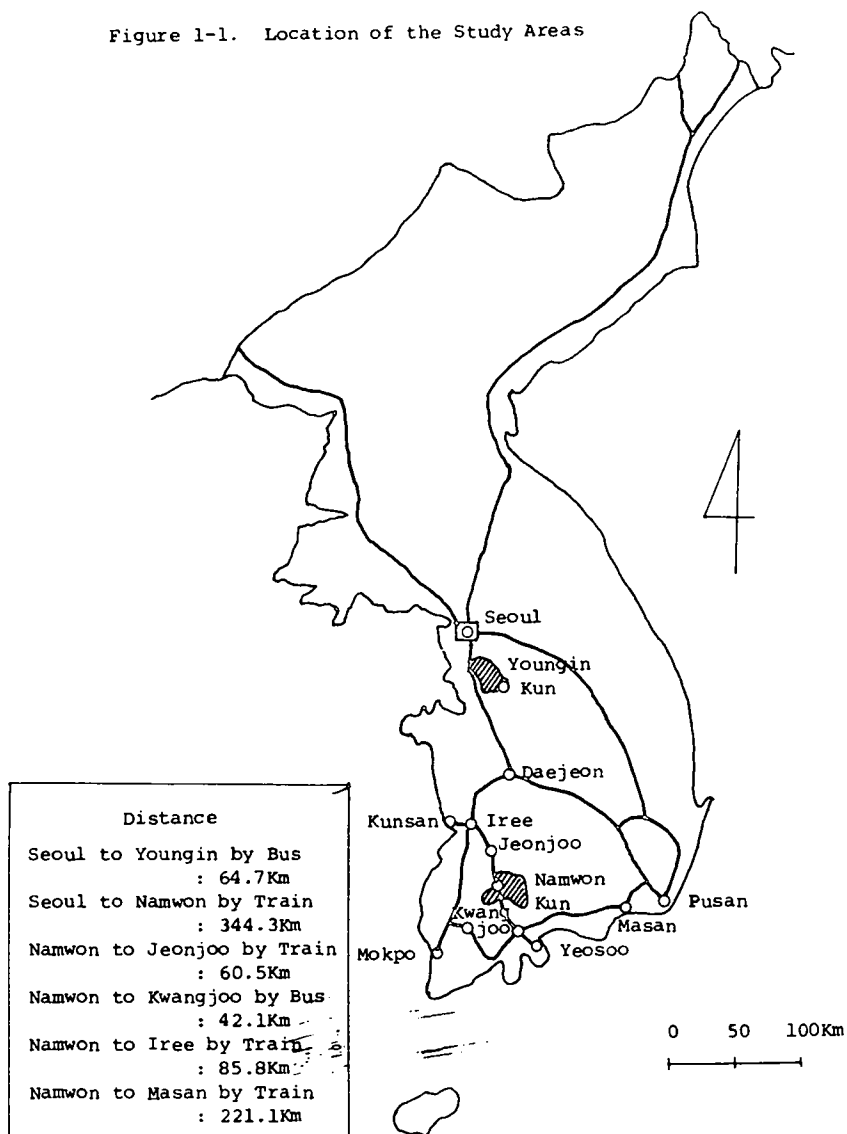 Figure 1-1. Location of the Study Areas
Seoul
Youngin
Kun
Daejeon
Kunsan
Iree
Jeonjoo
Namwon
Kun
Kwang
joo
Pusan
Masan
Mokpo
Yeosoo
Distance
Seoul to Youngin by Bus
: 64.7Km
Seoul to Namwon by Train
: 344.3Km
Namwon to Jeonjoo by Train
: 60.5Km
Namwon to Kwangjoo by Bus
: 42.1Km
Namwon to Iree by Train
: 85.8Km
Namwon to Masan by Train
: 221.1Km
0 50 100Km